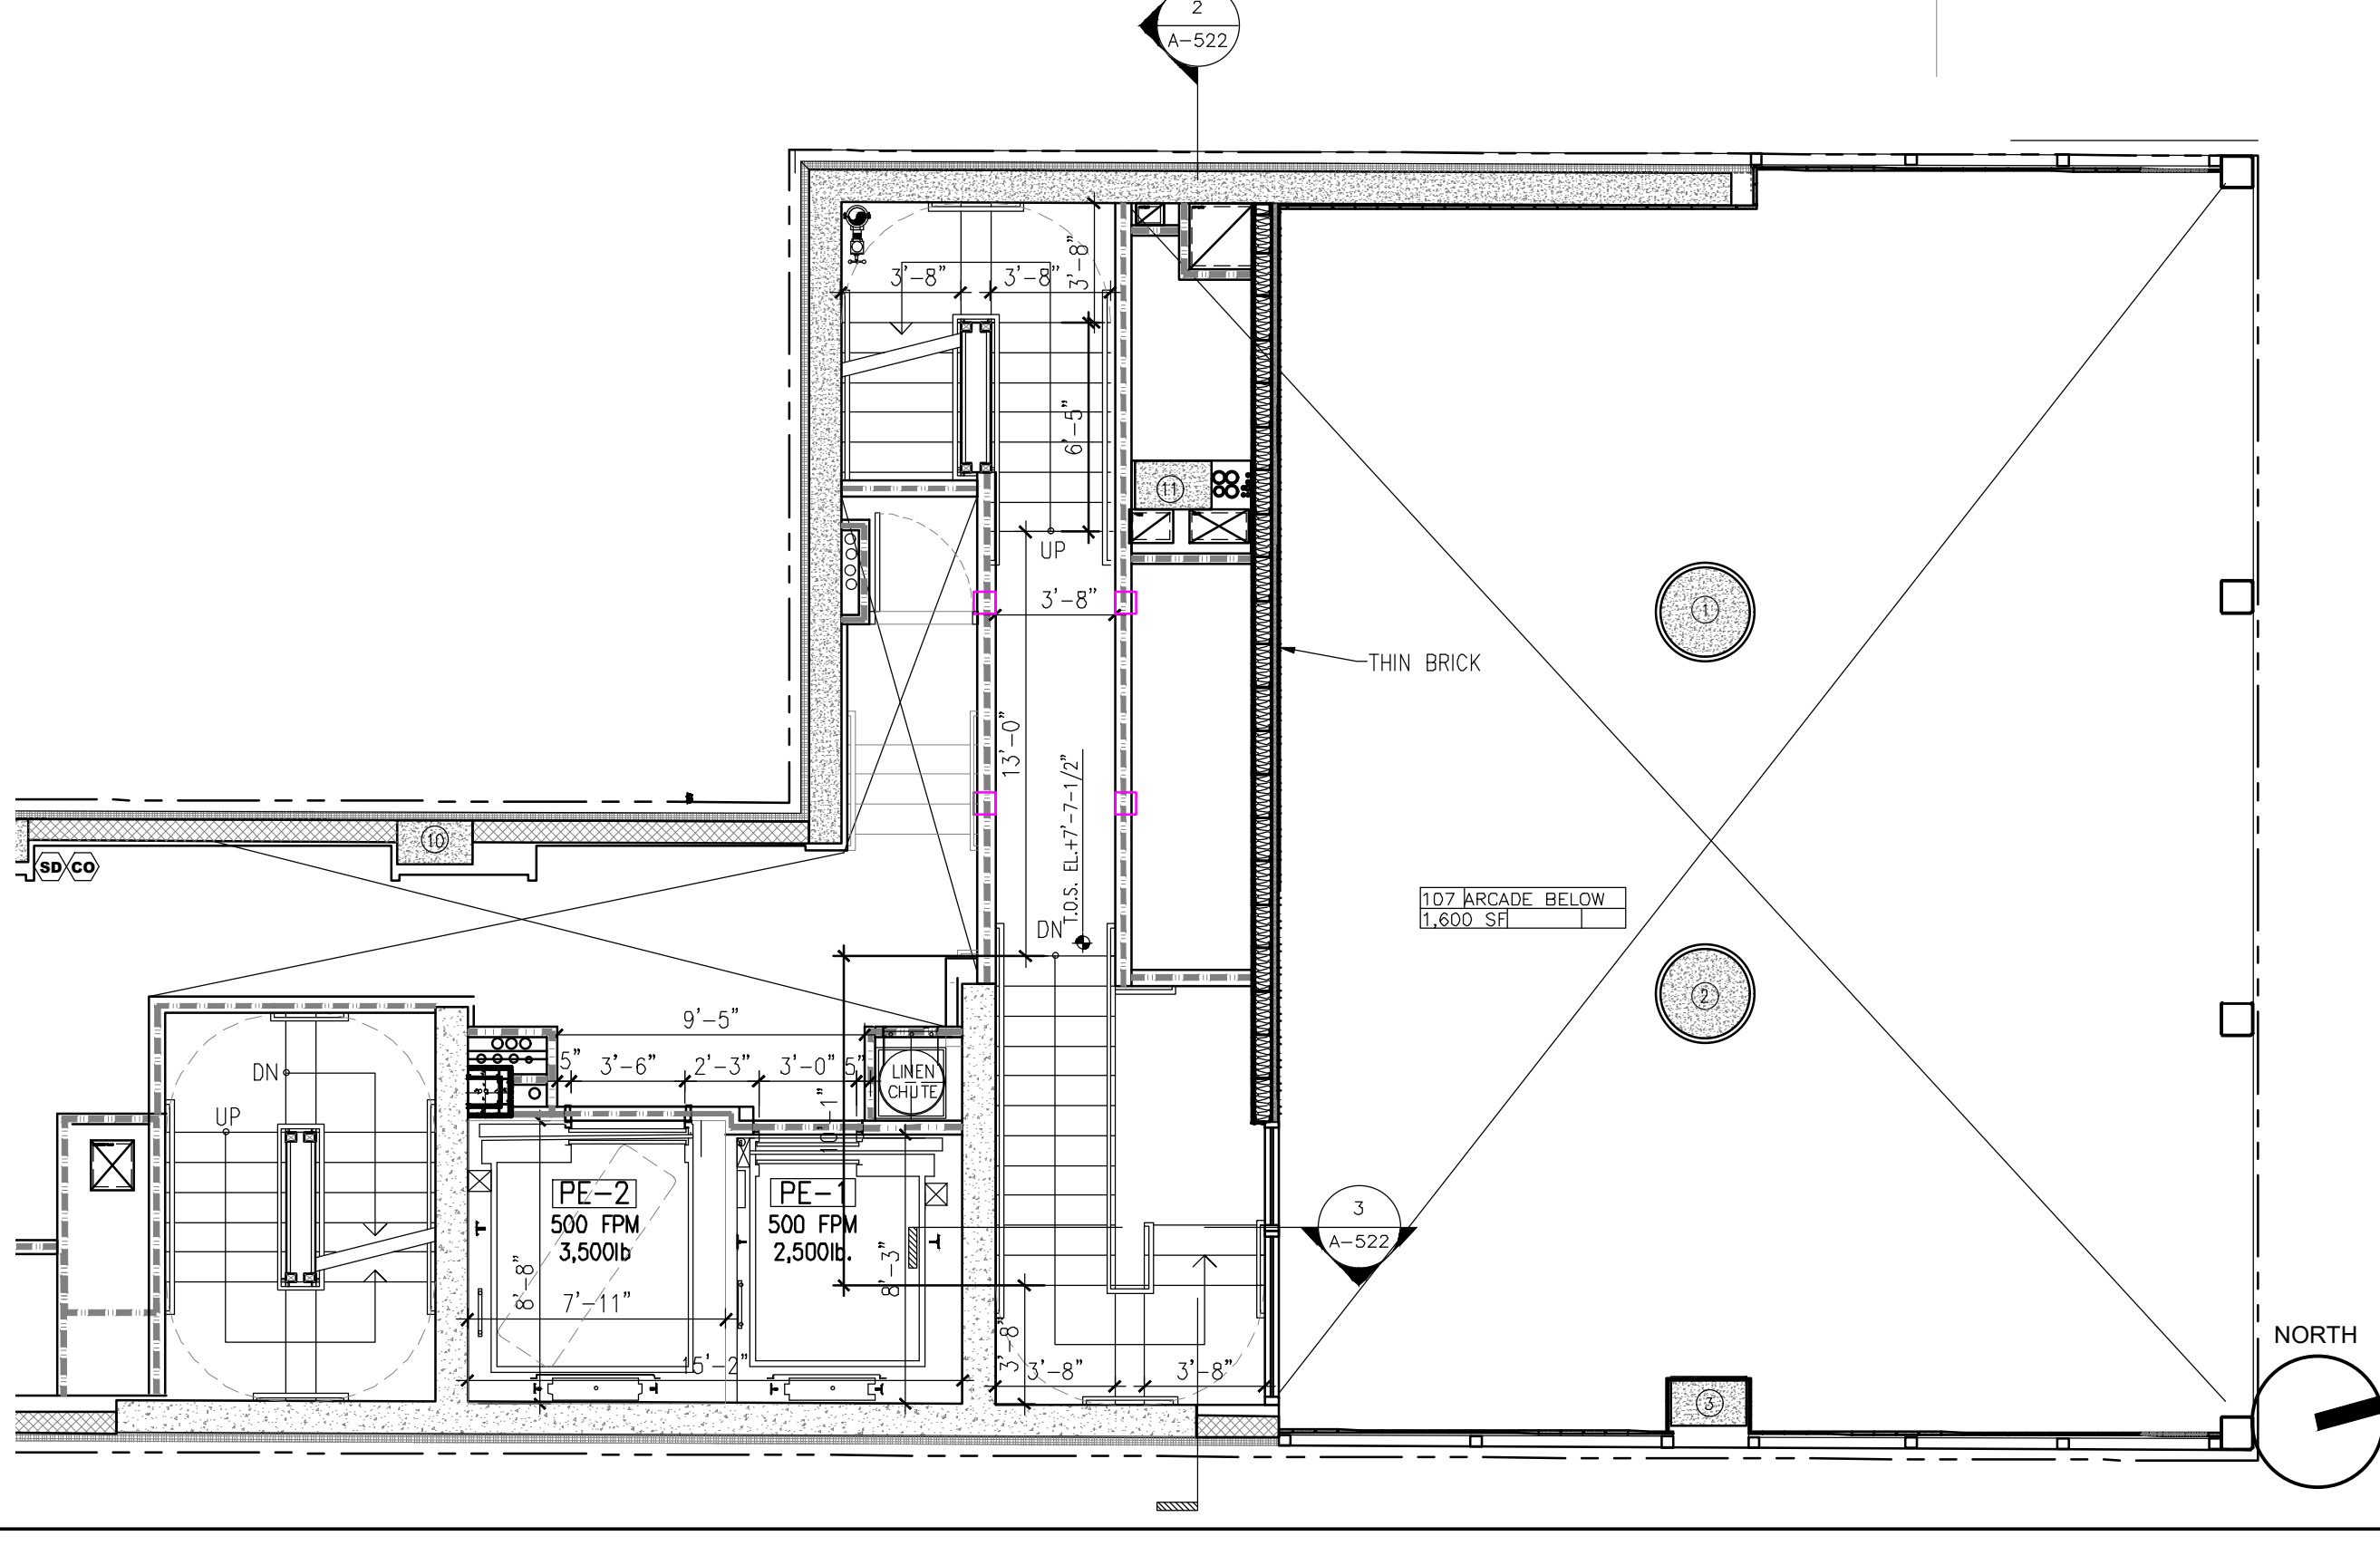 2
A-522
3'-8"
3'-8"
3'-8"
6'-5"
11
UP
3'-8"
1
THIN BRICK
13'-0"
T.O.S. EL.+7'-7-1/2"
10
SD CO
107 ARCADE BELOW
1,600 SF
DN
2
9'-5"
5"
3'-6"
2'-3"
3'-0"
5"
LINEN
CHUTE
DN
UP
10'-1"
PE-2
500 FPM
3,500lb
PE-1
500 FPM
2,500lb.
3
A-522
8'-8"
8'-3"
7'-11"
15'-2"
3'-8"
3'-8"
3'-8"
3
NORTH